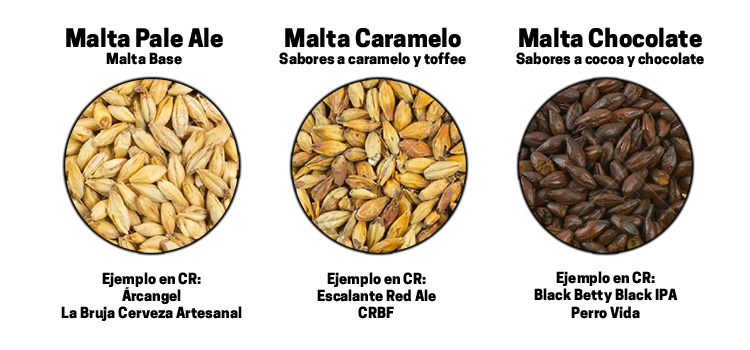 Malta Pale Ale
Malta Base
Ejemplo en CR:
Árcangel
La Bruja Cerveza Artesanal
Malta Caramelo
Sabores a caramelo y toffee
Ejemplo en CR:
Escalante Red Ale
CRBF
Malta Chocolate
Sabores a cocoa y chocolate
Ejemplo en CR:
Black Betty Black IPA
Perro Vida